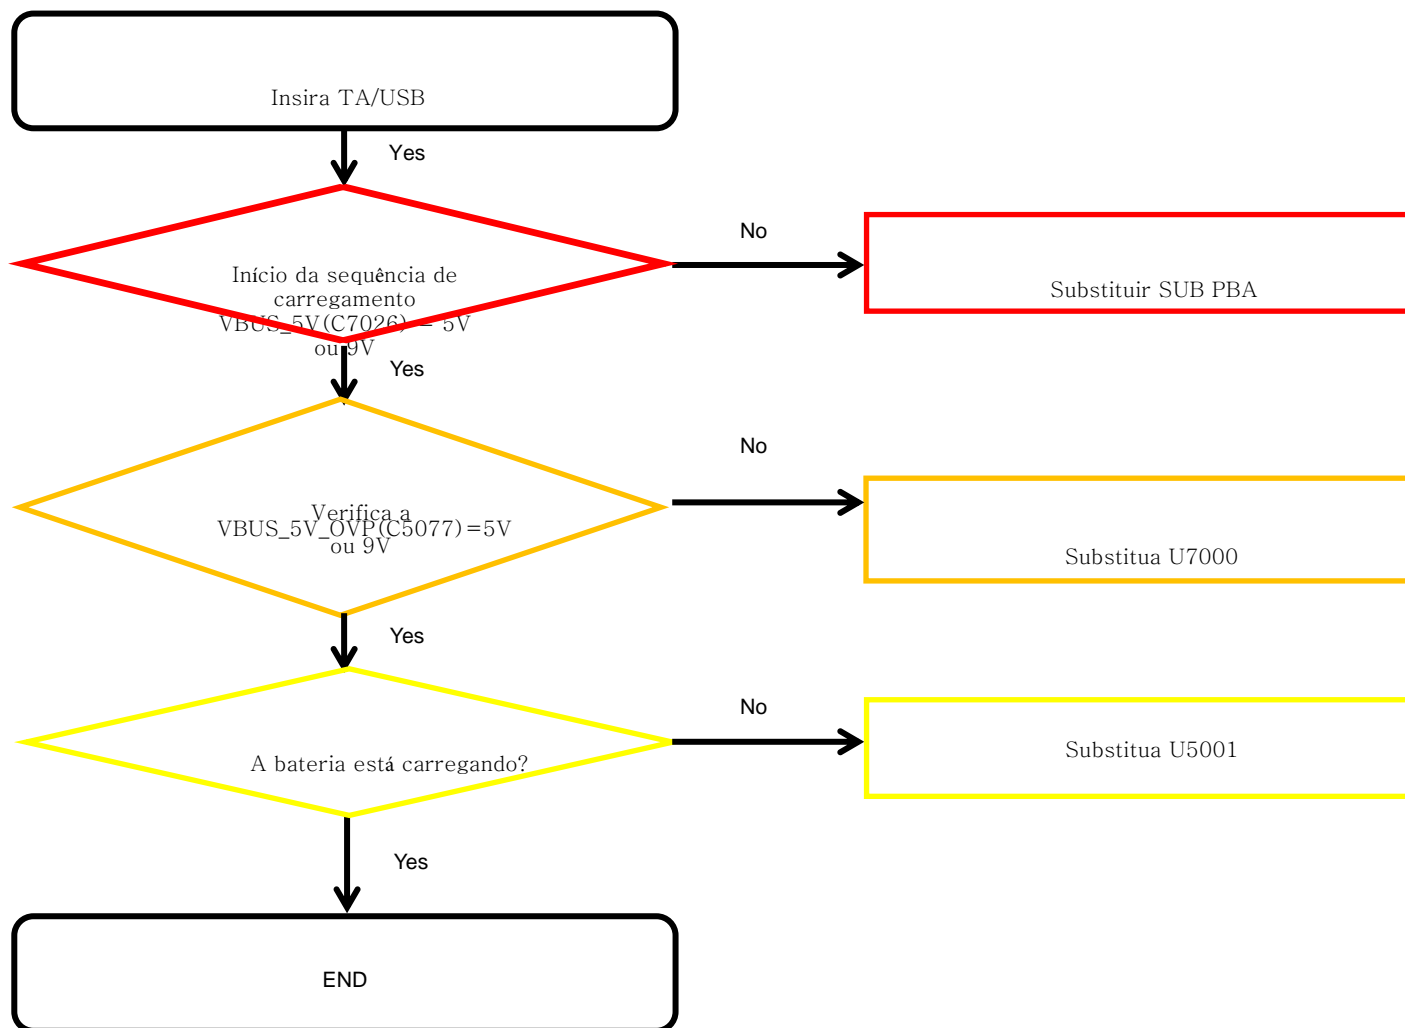 Insira TA/USB
Yes
No
Início da sequência de
carregamento
VBUS_5V(C7026) = 5V
ou 9V
Substituir SUB PBA
Yes
No
Verifica a
VBUS_5V_OVP(C5077)=5V
ou 9V
Substitua U7000
Yes
No
A bateria está carregando?
Substitua U5001
Yes
END